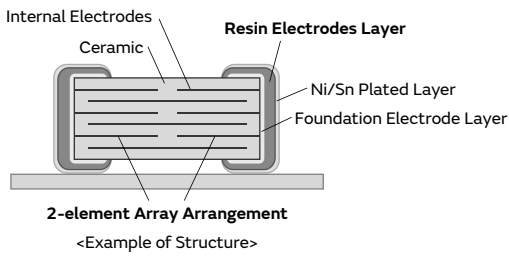 Internal Electrodes
Resin Electrodes Layer
Ceramic
Ni/Sn Plated Layer
Foundation Electrode Layer
2-element Array Arrangement
<Example of Structure>